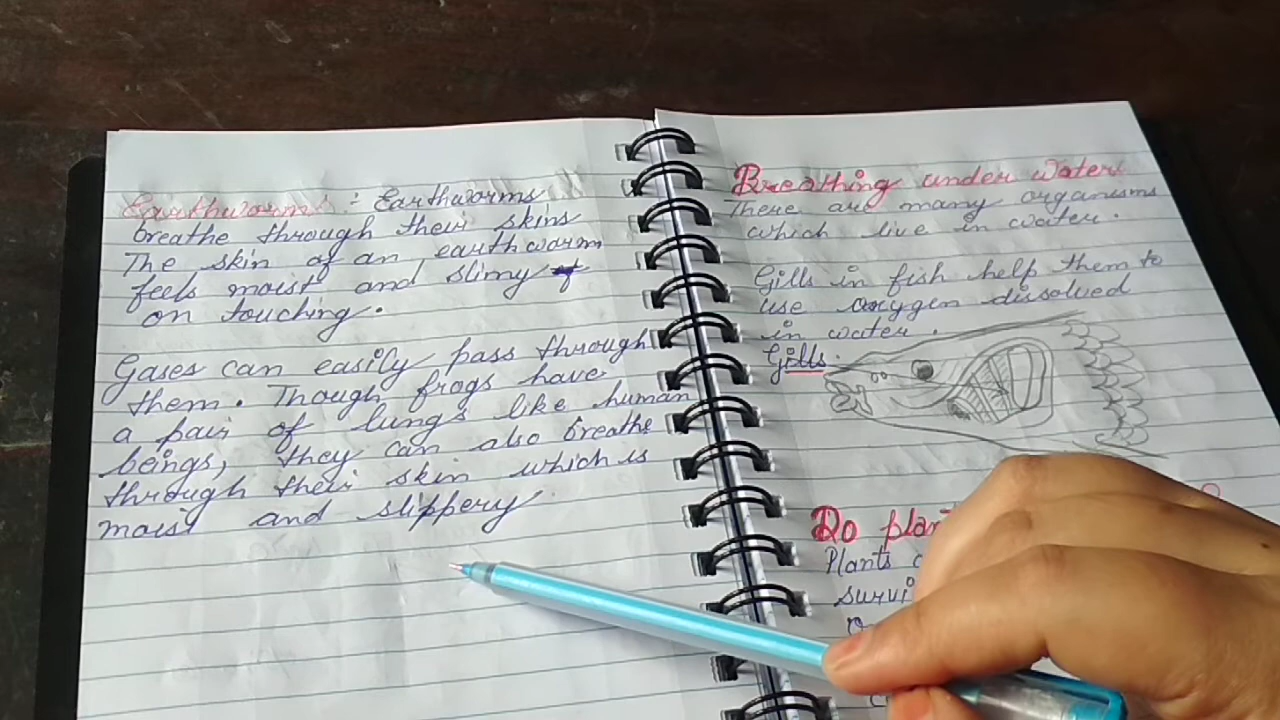 Earthworms : Earthworms
breathe through their skins
The skin of an earthworm
feels moist and slimy
on touching.
Gases can easily pass through
them. Though frogs have
a pair of lungs like human
beings, they can also breathe
through their skin which is
moist and slippery.
Breathing under water
There are many organisms
which live in water.
Gills in fish help them to
use oxygen dissolved
in water.
Gills.
Do
Plants